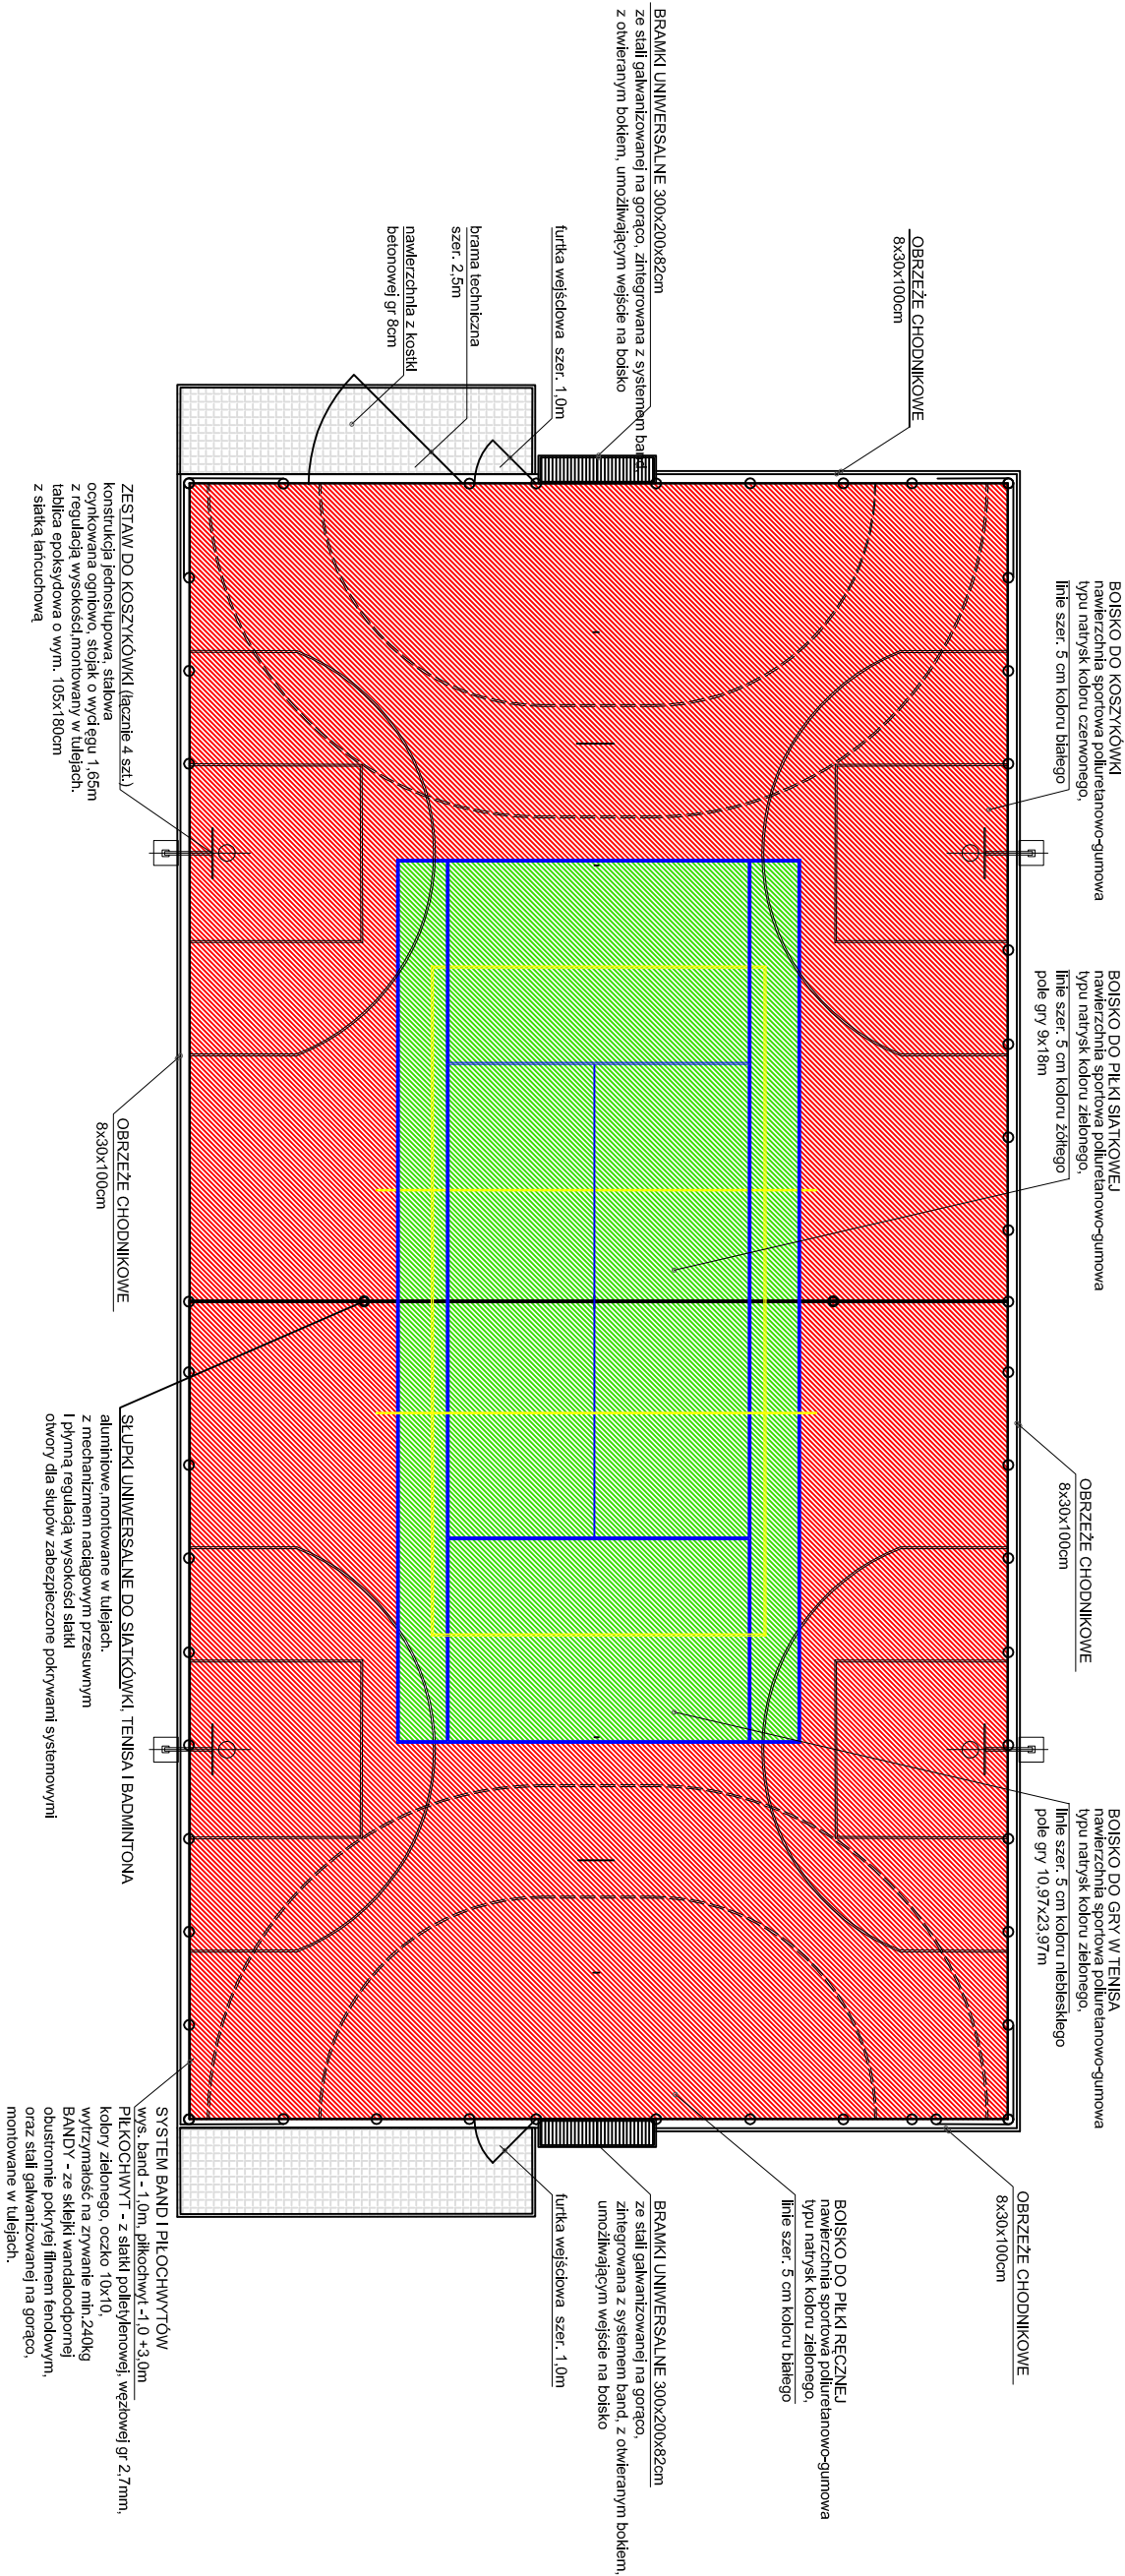 BRAMKI UNIWERSALNE 300x200x82cm
ze stali galwanizowanej na gorąco, zintegrowana z systemem band,
z otwieranym bokiem, umożliwiającym wejście na boisko
OBRZEŻE CHODNIKOWE
8x30x100cm
furtka wejściowa szer. 1,0m
brama techniczna
szer. 2,5m
nawierzchnia z kostki
betonowej gr 8cm
BOISKO DO KOSZYKÓWKI
nawierzchnia sportowa poliuretanowo-gumowa
typu natrysk koloru czerwonego,
linie szer. 5 cm koloru białego
ZESTAW DO KOSZYKÓWKI (łącznie 4 szt.)
konstrukcja jednosłupowa, stalowa
ocynkowana ogniowo, stojak o wycięgu 1,65m
z regulacją wysokości,montowany w tulejach.
tablica epoksydowa o wym. 105x180cm
z siatką łańcuchową
BOISKO DO PIŁKI SIATKOWEJ
nawierzchnia sportowa poliuretanowo-gumowa
typu natrysk koloru zielonego,
linie szer. 5 cm koloru żółtego
pole gry 9x18m
OBRZEŻE CHODNIKOWE
8x30x100cm
SŁUPKI UNIWERSALNE DO SIATKÓWKI, TENISA I BADMINTONA
aluminiowe,montowane w tulejach.
z mechanizmem naciągowym przesuwnym
i płynną regulacją wysokości siatki
otwory dla słupów zabezpieczone pokrywami systemowymi
OBRZEŻE CHODNIKOWE
8x30x100cm
BOISKO DO GRY W TENISA
nawierzchnia sportowa poliuretanowo-gumowa
typu natrysk koloru zielonego,
linie szer. 5 cm koloru niebieskiego
pole gry 10,97x23,97m
OBRZEŻE CHODNIKOWE
8x30x100cm
BOISKO DO PIŁKI RĘCZNEJ
nawierzchnia sportowa poliuretanowo-gumowa
typu natrysk koloru zielonego,
linie szer. 5 cm koloru białego
BRAMKI UNIWERSALNE 300x200x82cm
ze stali galwanizowanej na gorąco,
zintegrowana z systemem band, z otwieranym bokiem,
umożliwiającym wejście na boisko
furtka wejściowa szer. 1,0m
SYSTEM BAND I PIŁOCHWYTÓW
wys. band - 1,0m, piłkochwyt -1,0 +3,0m
PIŁKOCHWYT - z siatki polietylenowej, węzłowej gr 2,7mm,
kolory zielonego, oczko 10x10,
wytrzymałość na zrywanie min.240kg
BANDY - ze sklejki wandaloodpornej
obustronnie pokrytej filmem fenolowym,
oraz stali galwanizowanej na gorąco,
montowane w tulejach.